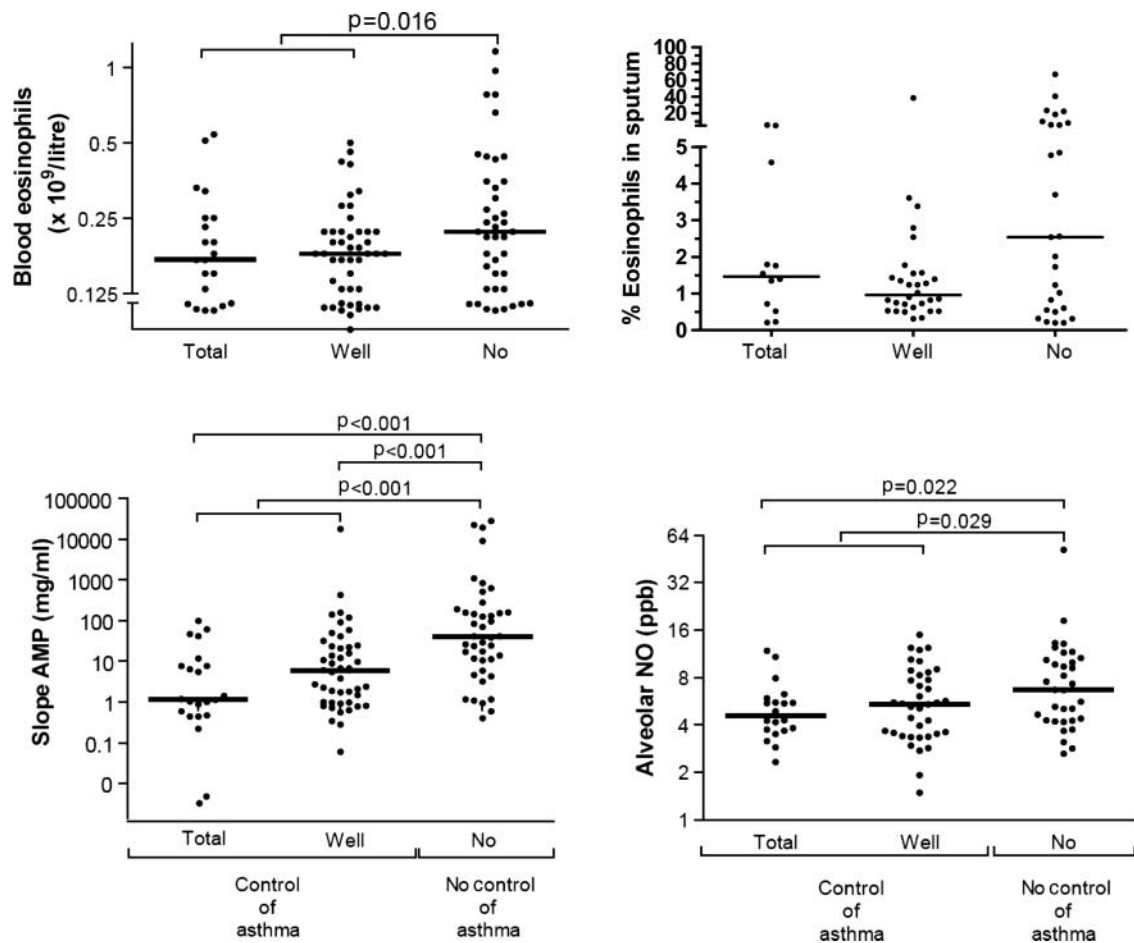 p=0.016
Blood eosinophils
(x 10⁹/litre)
1
0.5
0.25
0.125
Total
Well
No
% Eosinophils in sputum
100
80
60
40
20
5
4
3
2
1
0
Total
Well
No
p<0.001
p<0.001
p<0.001
Slope AMP (mg/ml)
100000
10000
1000
100
10
1
0.1
0
Total
Well
No
Control
of
asthma
No control
of
asthma
p=0.022
p=0.029
Alveolar NO (ppb)
64
32
16
8
4
2
1
Total
Well
No
Control
of
asthma
No control
of
asthma